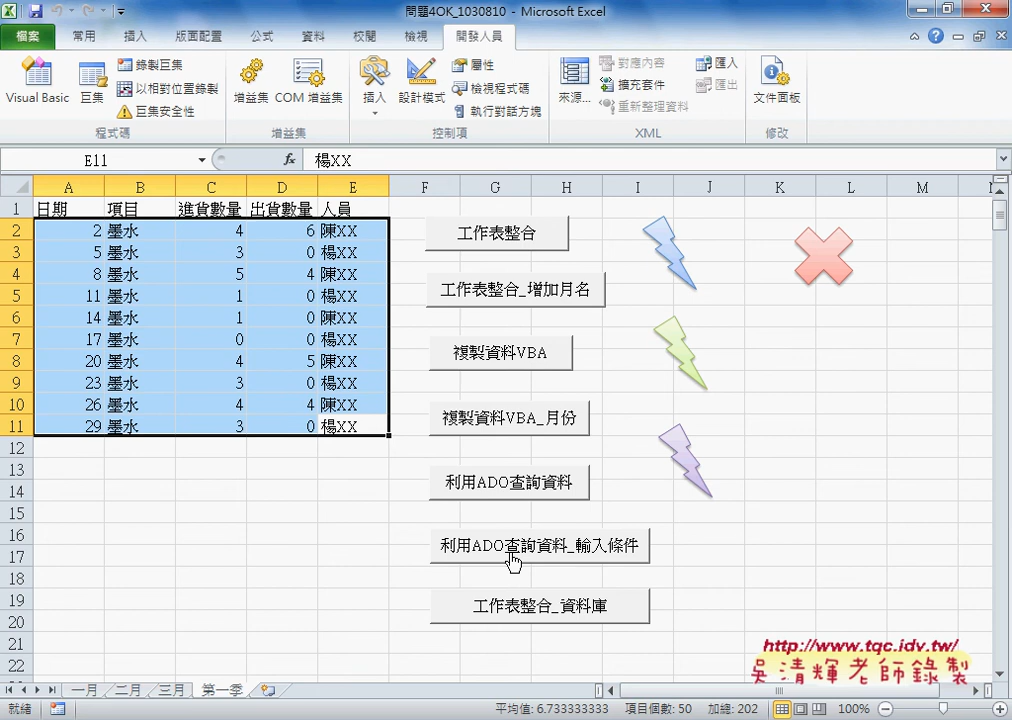 問題4OK_1030810 - Microsoft Excel
檔案 常用 插入 版面配置 公式 資料 校閱 檢視 開發人員
Visual Basic 巨集 錄製巨集 以相對位置錄製 巨集安全性 程式碼
增益集 COM 增益集 增益集
插入 設計模式 屬性 檢視程式碼 執行對話方塊 控制項
來源... 對應內容 擴充套件 重新整理資料 匯入 匯出 XML
文件面板 修改
E11 fx 楊XX
A B C D E F G H I J K L M
1 日期 項目 進貨數量 出貨數量 人員
2 2 墨水 4 6 陳XX
3 5 墨水 3 0 楊XX
4 8 墨水 5 4 陳XX
5 11 墨水 1 0 楊XX
6 14 墨水 1 0 陳XX
7 17 墨水 0 0 楊XX
8 20 墨水 4 5 陳XX
9 23 墨水 3 0 楊XX
10 26 墨水 4 4 陳XX
11 29 墨水 3 0 楊XX
12
13
14
15
16
17
18
19
20
21
22
工作表整合
工作表整合_增加月名
複製資料VBA
複製資料VBA_月份
利用ADO查詢資料
利用ADO查詢資料_輸入條件
工作表整合_資料庫
http://www.tqc.idv.tw/
吳清輝老師錄製
一月 二月 三月 第一季
就緒 平均值: 6.733333333 項目個數: 50 加總: 202 100%